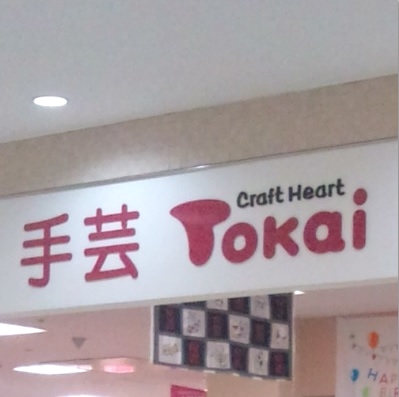 手芸
Craft Heart
Tokai